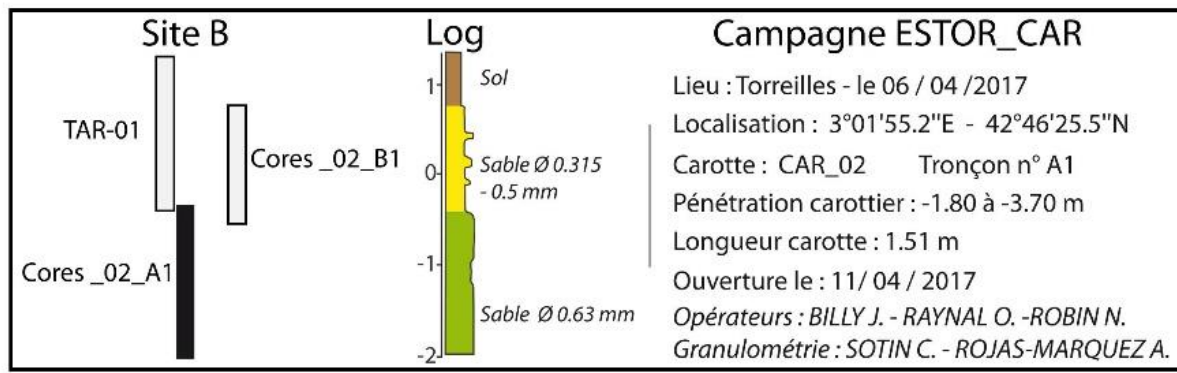 Site B
TAR-01
Cores _02_B1
Cores _02_A1
Log
1
0
-1
-2
Sol
Sable Ø 0.315
- 0.5 mm
Sable Ø 0.63 mm
Campagne ESTOR_CAR
Lieu : Torreilles - le 06 / 04 /2017
Localisation : 3°01'55.2"E - 42°46'25.5"N
Carotte : CAR_02 Tronçon n° A1
Pénétration carottier : -1.80 à -3.70 m
Longueur carotte : 1.51 m
Ouverture le : 11/ 04 / 2017
Opérateurs : BILLY J. - RAYNAL O. -ROBIN N.
Granulométrie : SOTIN C. - ROJAS-MARQUEZ A.